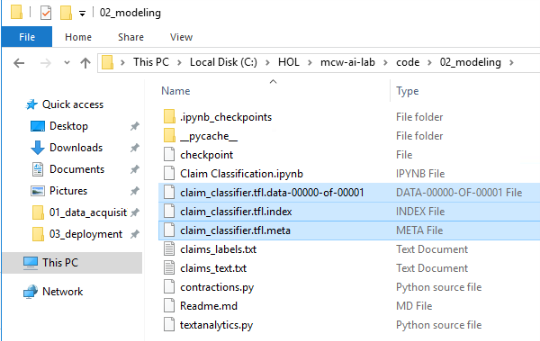 02_modeling
File Home Share View
This PC Local Disk (C:) HOL mcw-ai-lab code 02_modeling
Name Type
Quick access
Desktop
Downloads
Documents
Pictures
01_data_acquisit
03_deployment
This PC
Network
.ipynb_checkpoints File folder
__pycache__ File folder
checkpoint File
Claim Classification.ipynb IPYNB File
claim_classifier.tfl.data-00000-of-00001 DATA-00000-OF-00001 File
claim_classifier.tfl.index INDEX File
claim_classifier.tfl.meta META File
claims_labels.txt Text Document
claims_text.txt Text Document
contractions.py Python source file
Readme.md MD File
textanalytics.py Python source file